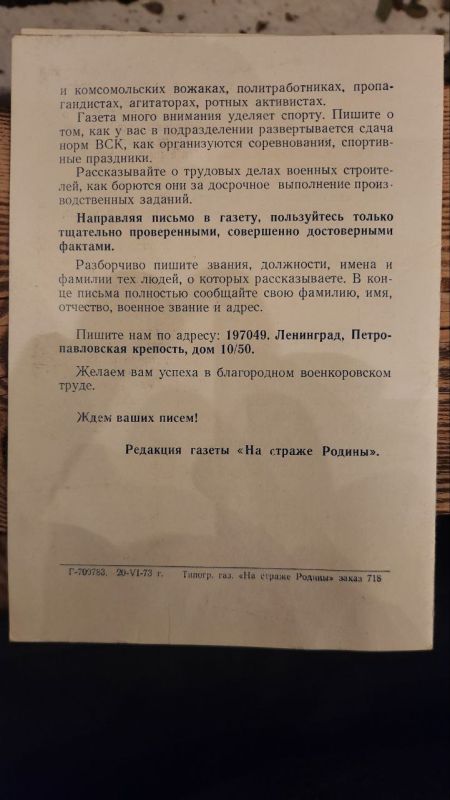 и комсомольских вожаках, политработниках, пропа-
гандистах, агитаторах, ротных активистах.
Газета много внимания уделяет спорту. Пишите о
том, как у вас в подразделении развертывается сдача
норм ВСК, как организуются соревнования, спортив-
ные праздники.
Рассказывайте о трудовых делах военных строите-
лей, как борются они за досрочное выполнение произ-
водственных заданий.
Направляя письмо в газету, пользуйтесь только
тщательно проверенными, совершенно достоверными
фактами.
Разборчиво пишите звания, должности, имена и
фамилии тех людей, о которых рассказываете. В кон-
це письма полностью сообщайте свою фамилию, имя,
отчество, военное звание и адрес.
Пишите нам по адресу: 197049. Ленинград, Петро-
павловская крепость, дом 10/50.
Желаем вам успеха в благородном военкоровском
труде.
Ждем ваших писем!
Редакция газеты «На страже Родины».
Г-709783. 20-VI-73 г. Типогр. газ. «На страже Родины» заказ 718